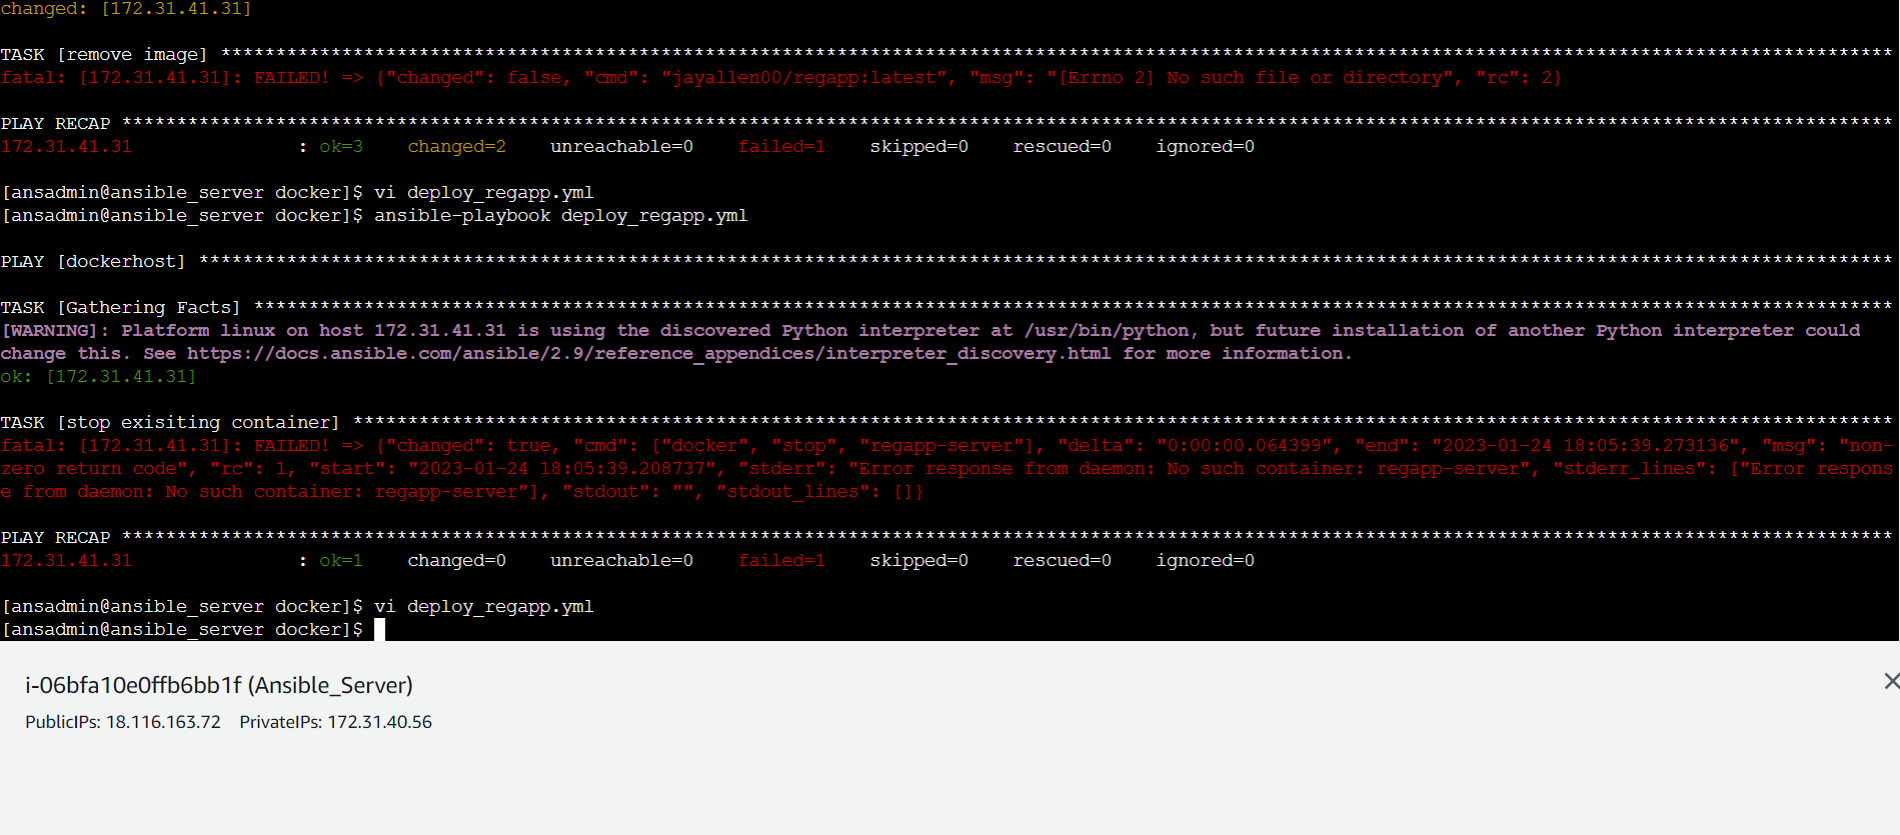 changed: [172.31.41.31]
TASK [remove image] ********************************************************************************************************************************************************
fatal: [172.31.41.31]: FAILED! => {"changed": false, "cmd": "jayallen00/regapp:latest", "msg": "[Errno 2] No such file or directory", "rc": 2}
PLAY RECAP *****************************************************************************************************************************************************************
172.31.41.31               : ok=3    changed=2    unreachable=0    failed=1    skipped=0    rescued=0    ignored=0
[ansadmin@ansible_server docker]$ vi deploy_regapp.yml
[ansadmin@ansible_server docker]$ ansible-playbook deploy_regapp.yml
PLAY [dockerhost] **********************************************************************************************************************************************************
TASK [Gathering Facts] *****************************************************************************************************************************************************
[WARNING]: Platform linux on host 172.31.41.31 is using the discovered Python interpreter at /usr/bin/python, but future installation of another Python interpreter could
change this. See https://docs.ansible.com/ansible/2.9/reference_appendices/interpreter_discovery.html for more information.
ok: [172.31.41.31]
TASK [stop exisiting container] ********************************************************************************************************************************************
fatal: [172.31.41.31]: FAILED! => {"changed": true, "cmd": ["docker", "stop", "regapp-server"], "delta": "0:00:00.064399", "end": "2023-01-24 18:05:39.273136", "msg": "non-
zero return code", "rc": 1, "start": "2023-01-24 18:05:39.208737", "stderr": "Error response from daemon: No such container: regapp-server", "stderr_lines": ["Error respons
e from daemon: No such container: regapp-server"], "stdout": "", "stdout_lines": []}
PLAY RECAP *****************************************************************************************************************************************************************
172.31.41.31               : ok=1    changed=0    unreachable=0    failed=1    skipped=0    rescued=0    ignored=0
[ansadmin@ansible_server docker]$ vi deploy_regapp.yml
[ansadmin@ansible_server docker]$
i-06bfa10e0ffb6bb1f (Ansible_Server)
PublicIPs: 18.116.163.72    PrivateIPs: 172.31.40.56